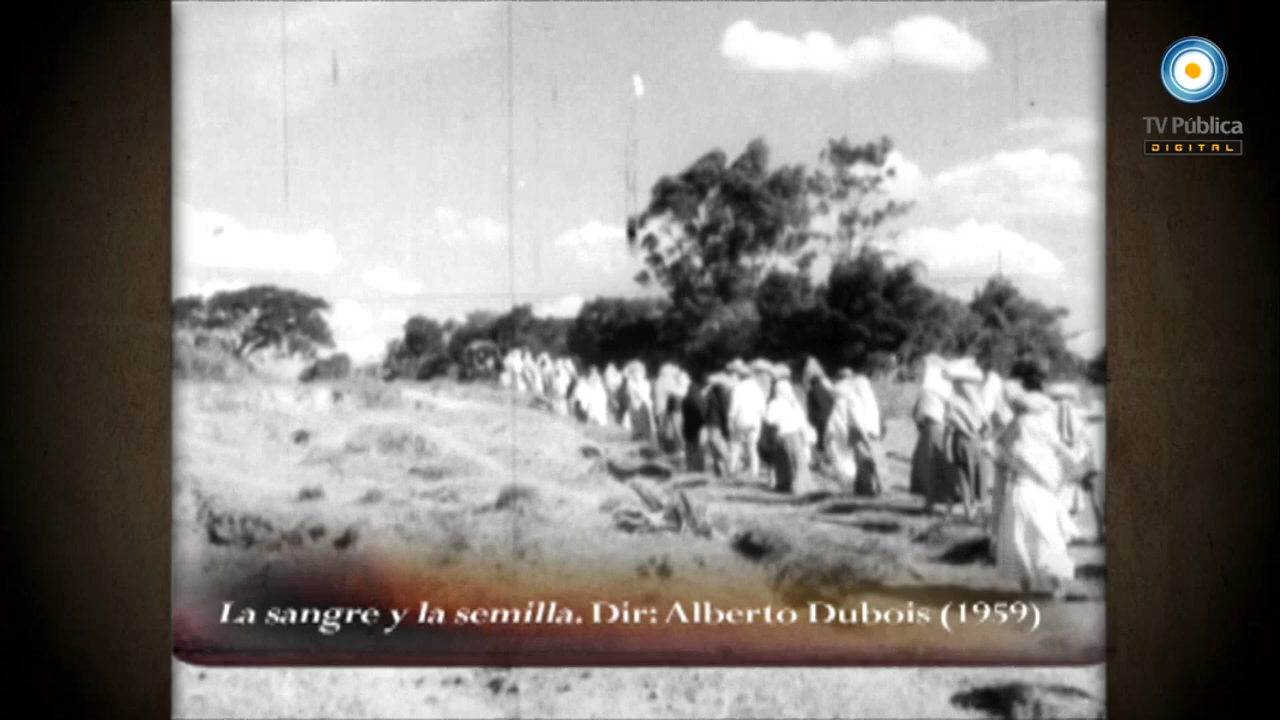 TV Pública
DIGITAL
La sangre y la semilla. Dir: Alberto Dubois (1959)